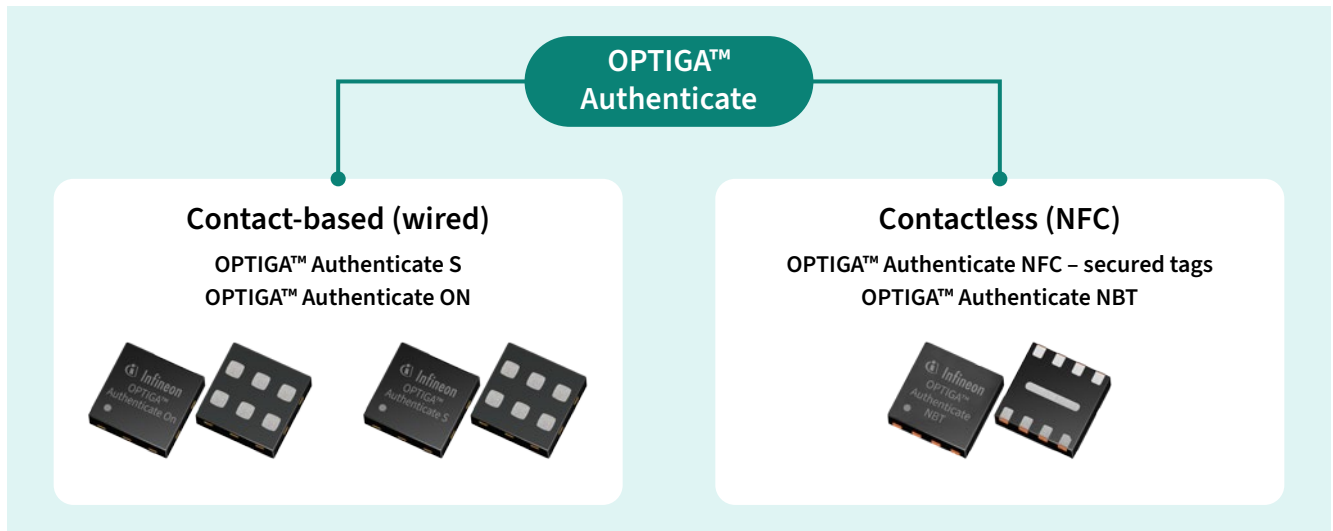 OPTIGA™
Authenticate
Contact-based (wired)
OPTIGA™ Authenticate S
OPTIGA™ Authenticate ON
Infineon
OPTIGA™
Authenticate On
Infineon
OPTIGA™
Authenticate S
Contactless (NFC)
OPTIGA™ Authenticate NFC – secured tags
OPTIGA™ Authenticate NBT
Infineon
OPTIGA™
Authenticate
NBT